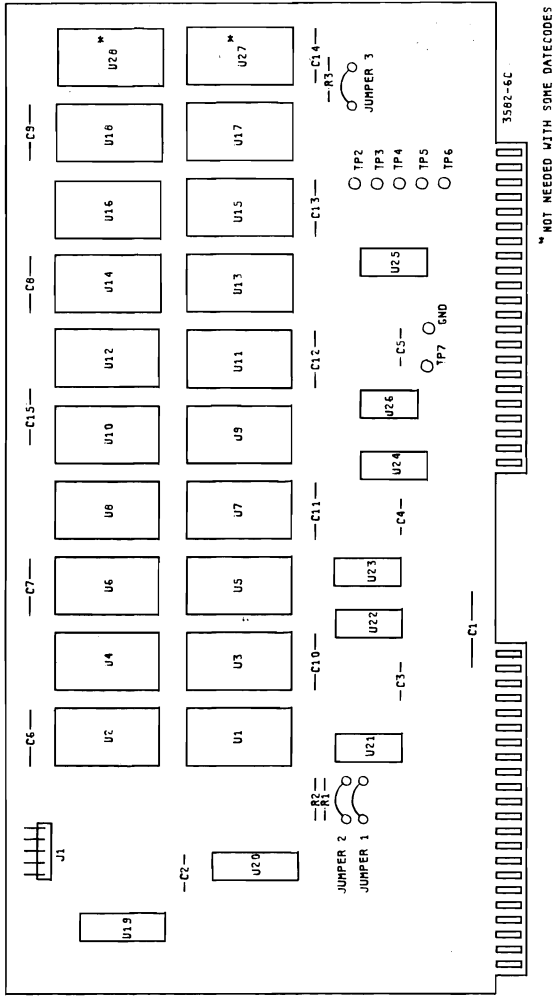 C6
C7
C15
C8
C9
J1
U2
U4
U6
U8
U10
U12
U14
U16
U18
*
U28
U19
C2
U20
U1
U3
U5
U7
U9
U11
U13
U15
U17
*
U27
C10
C11
C12
C13
C14
R2
R1
R3
JUMPER 2
JUMPER 1
JUMPER 3
U21
U22
U23
U24
U26
U25
TP2
TP3
TP4
TP5
TP6
C3
C4
C5
TP7
GND
C1
3582-6C
* NOT NEEDED WITH SOME DATECODES